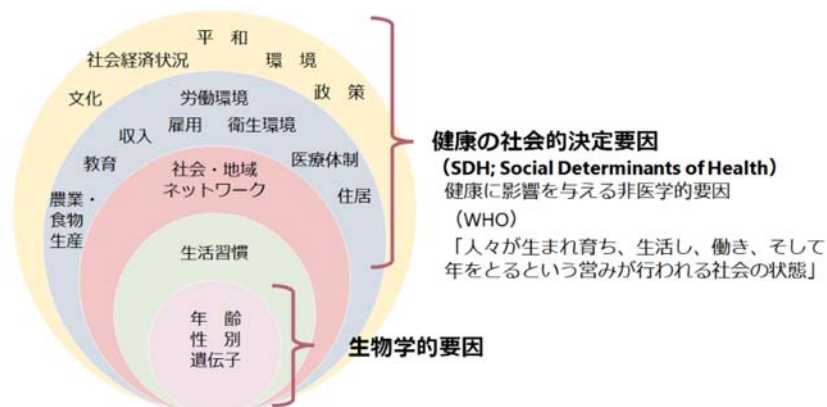 平　和
社会経済状況
環　境
文化
労働環境
政　策
収入
雇用
衛生環境
教育
社会・地域
ネットワーク
医療体制
農業・
食物
生産
住居
生活習慣
年　齢
性　別
遺伝子
健康の社会的決定要因
（SDH; Social Determinants of Health）
健康に影響を与える非医学的要因
（WHO）
「人々が生まれ育ち、生活し、働き、そして
年をとるという営みが行われる社会の状態」
生物学的要因